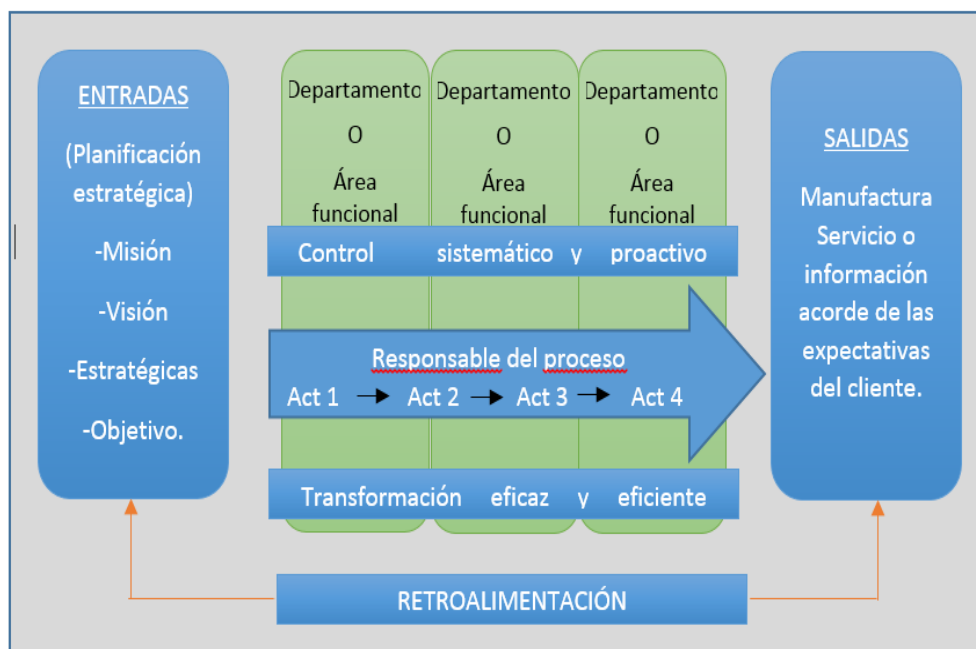 ENTRADAS
(Planificación
estratégica)
-Misión
-Visión
-Estratégicas
-Objetivo.
Departamento
O
Área
funcional
Departamento
O
Área
funcional
Departamento
O
Área
funcional
Control sistemático y proactivo
Responsable del proceso
Act 1 → Act 2 → Act 3 → Act 4
Transformación eficaz y eficiente
SALIDAS
Manufactura
Servicio o
información
acorde de las
expectativas
del cliente.
RETROALIMENTACIÓN